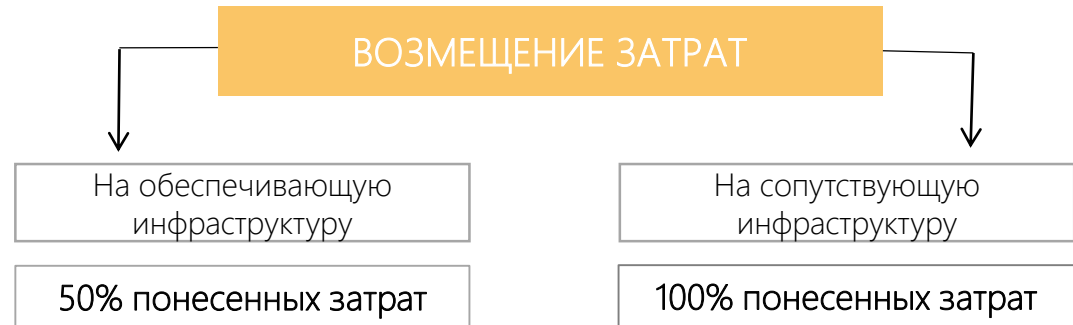 ВОЗМЕЩЕНИЕ ЗАТРАТ
На обеспечивающую
инфраструктуру
50% понесенных затрат
На сопутствующую
инфраструктуру
100% понесенных затрат